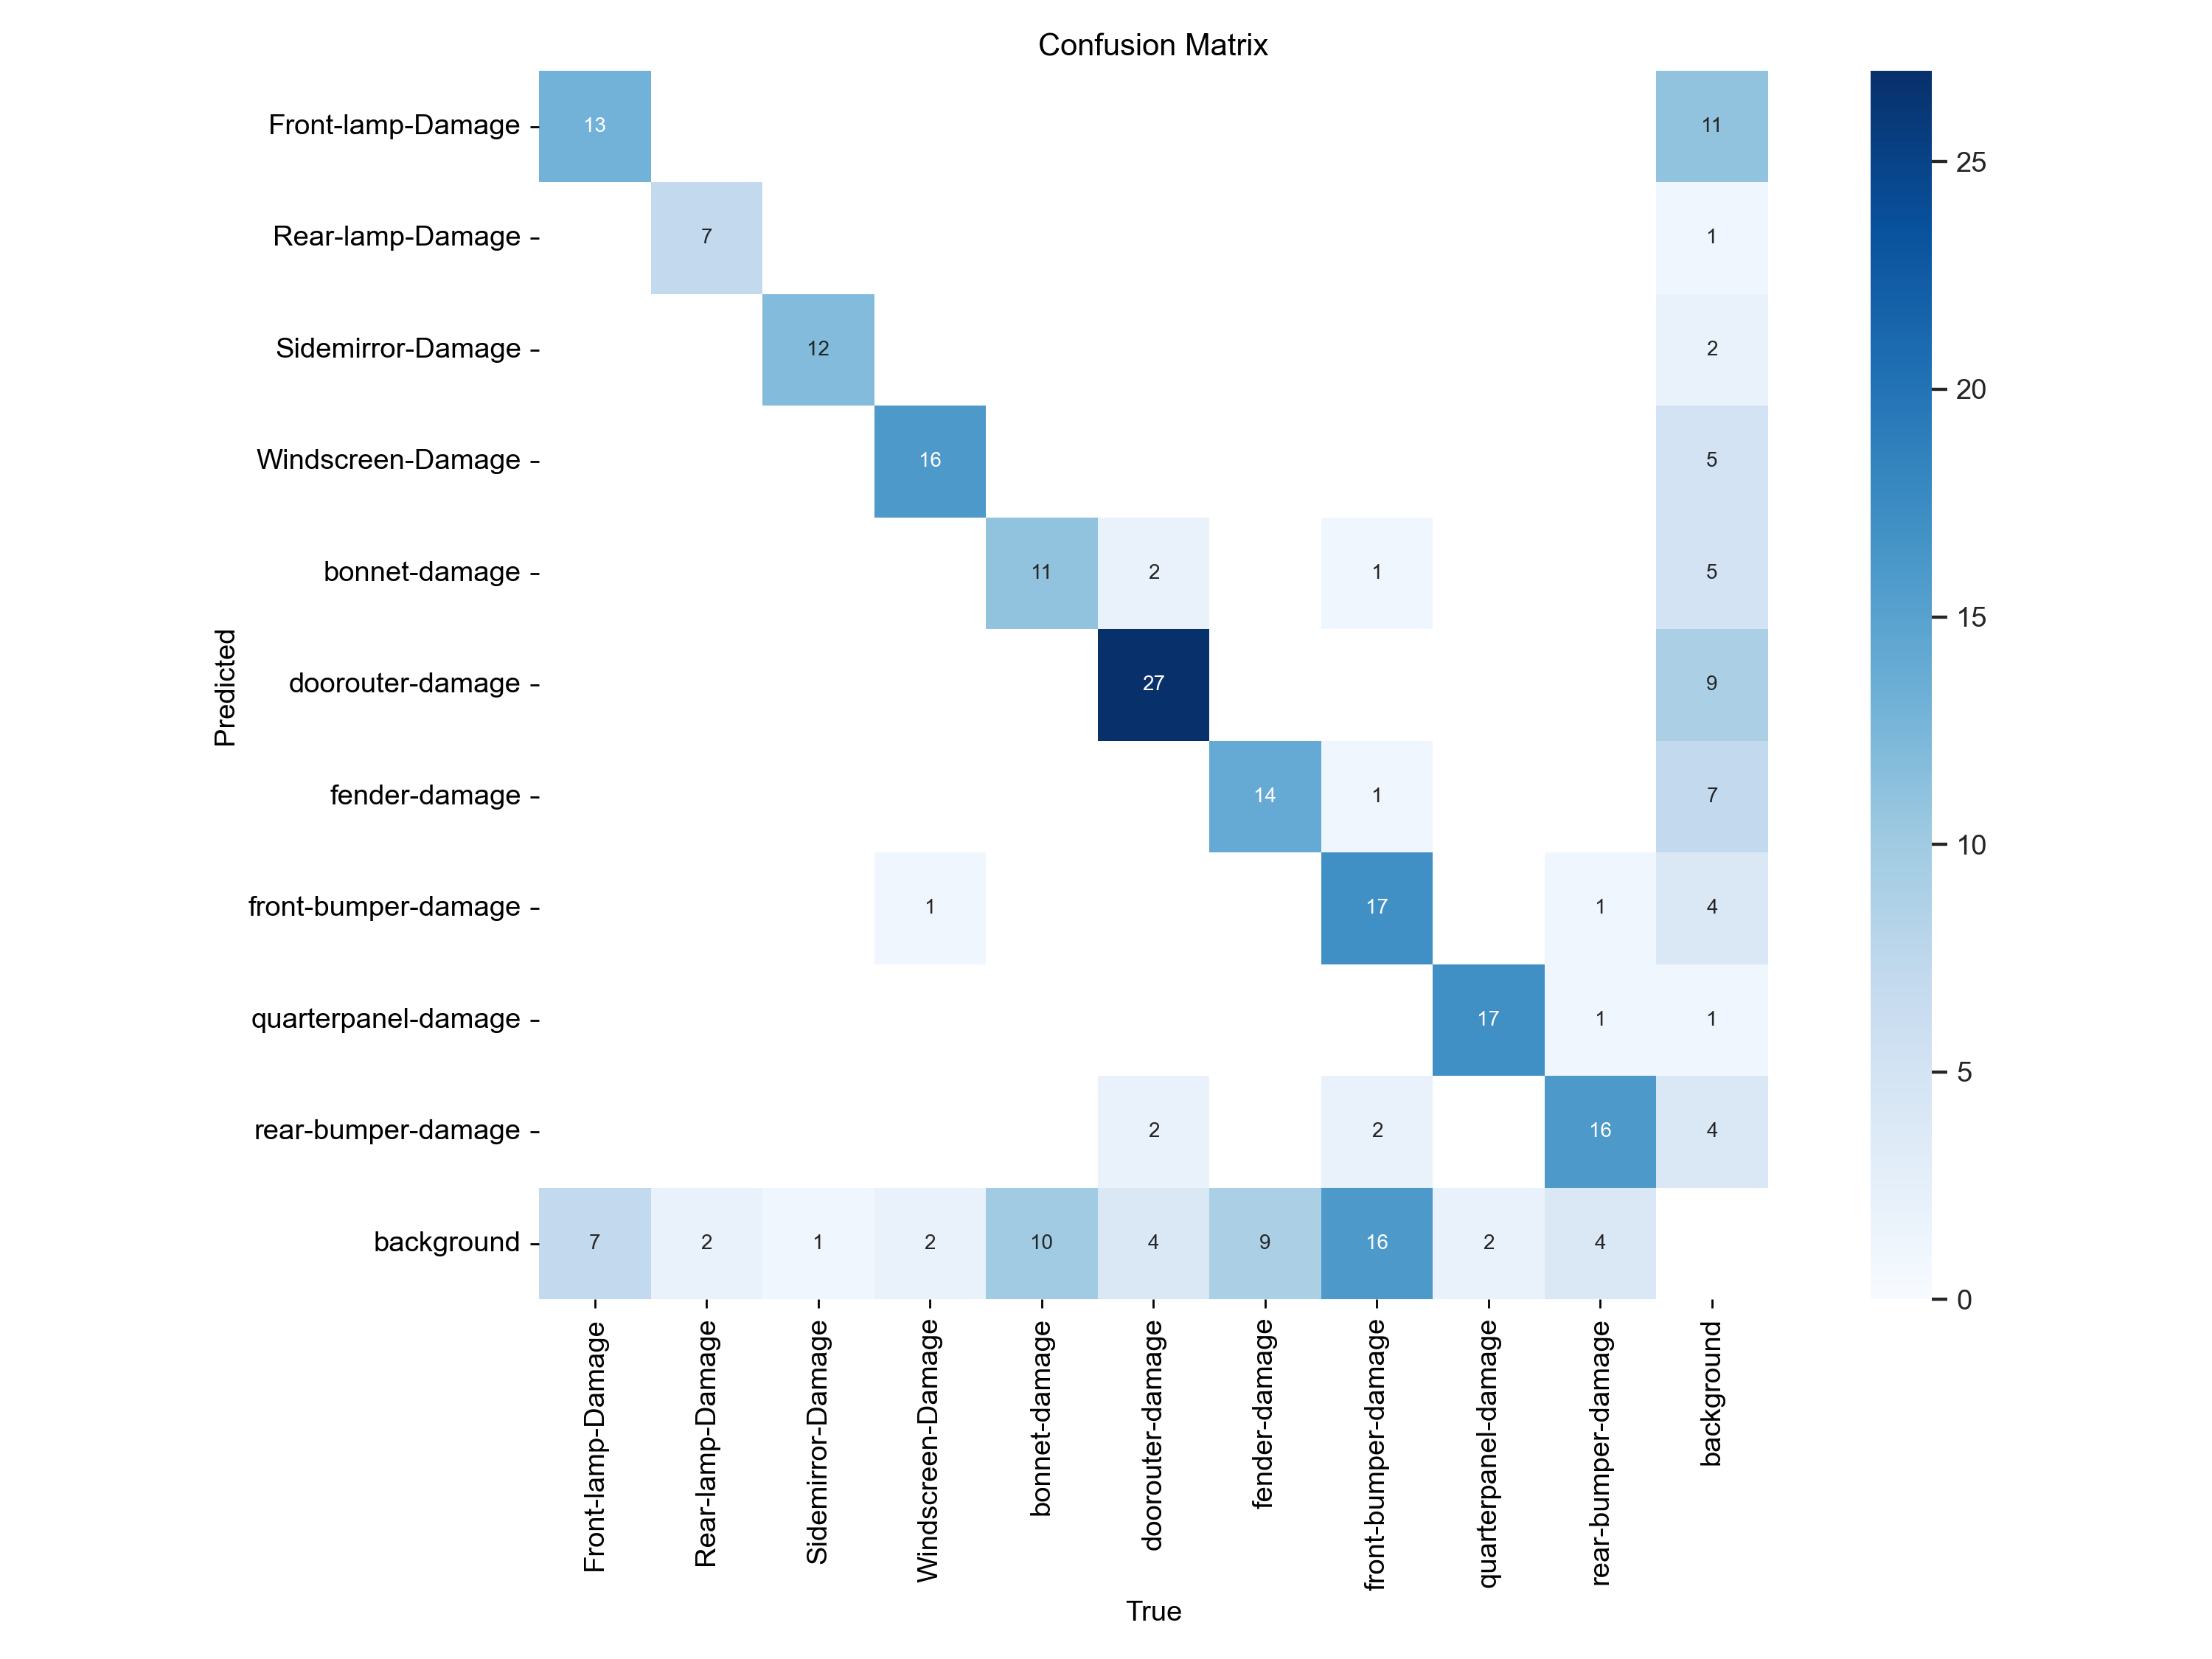 Confusion Matrix
Front-lamp-Damage 13 11
Rear-lamp-Damage 7 1
Sidemirror-Damage 12 2
Windscreen-Damage 16 5
bonnet-damage 11 2 1 5
doorouter-damage 27 9
fender-damage 14 1 7
front-bumper-damage 1 17 1 4
quarterpanel-damage 17 1 1
rear-bumper-damage 2 2 16 4
background 7 2 1 2 10 4 9 16 2 4
Predicted
Front-lamp-Damage
Rear-lamp-Damage
Sidemirror-Damage
Windscreen-Damage
bonnet-damage
doorouter-damage
fender-damage
front-bumper-damage
quarterpanel-damage
rear-bumper-damage
background
True
25
20
15
10
5
0